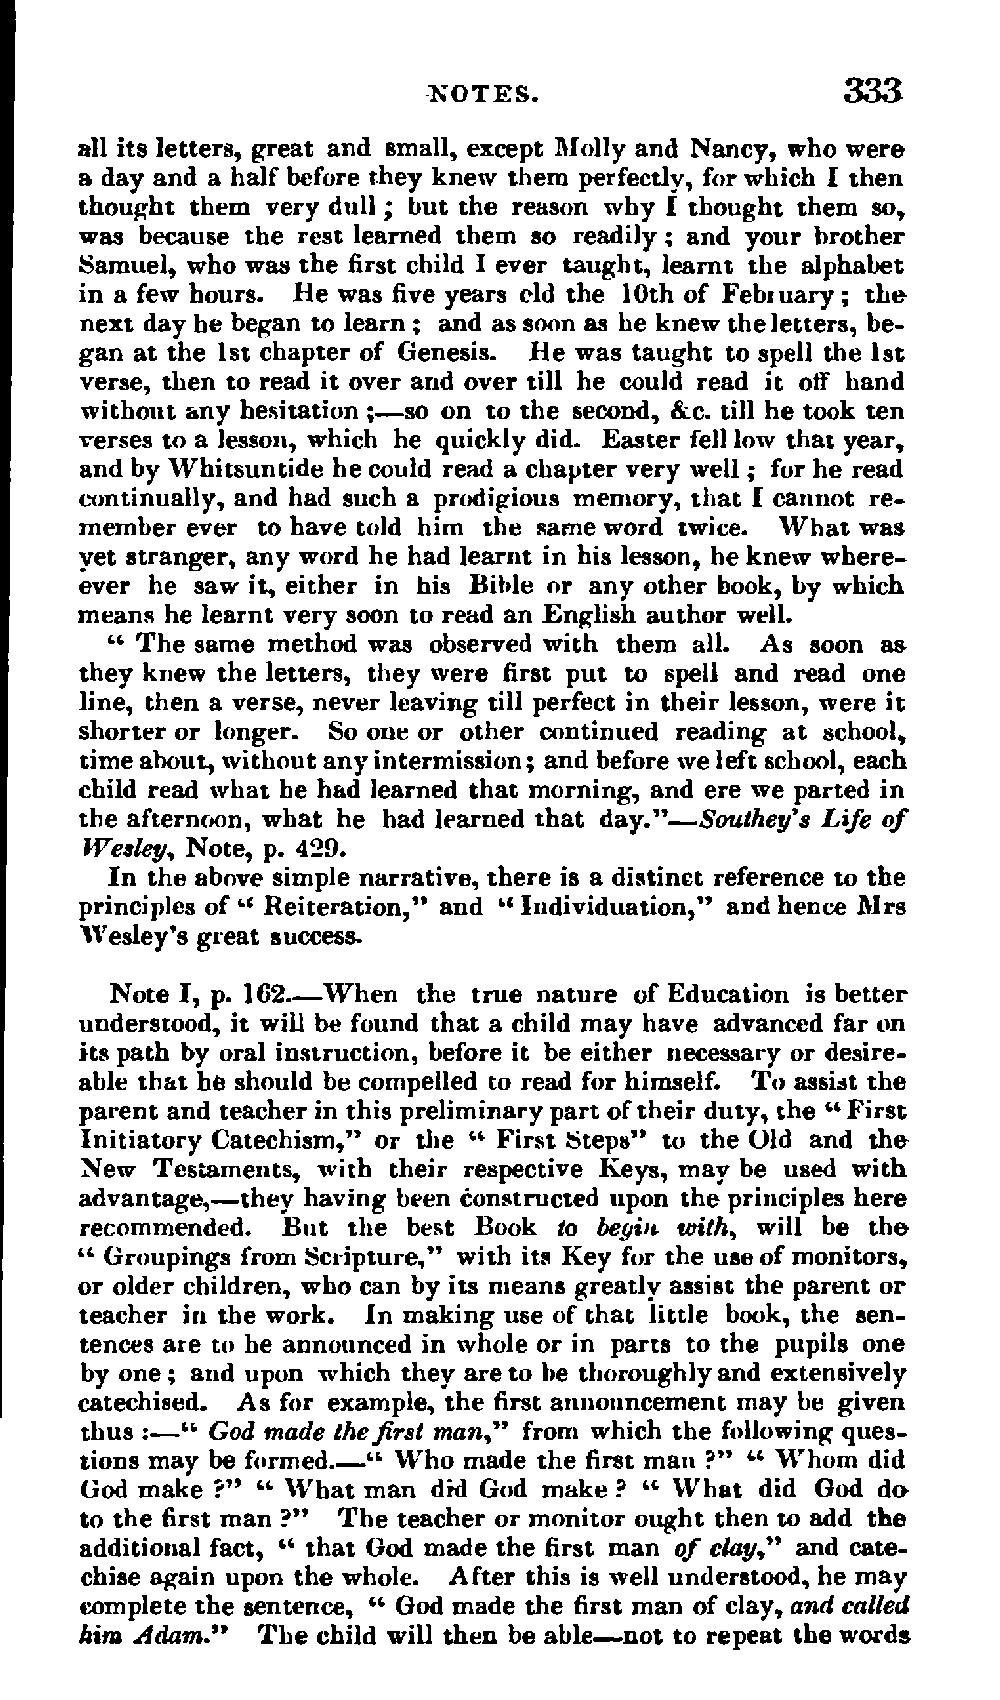 NOTES. 333
all its letters, great and small, except Molly and Nancy, who were
a day and a half before they knew them perfectly, for which I then
thought them very dull ; but the reason why I thought them so,
was because the rest learned them so readily ; and your brother
Samuel, who was the first child I ever taught, learnt the alphabet
in a few hours. He was five years old the 10th of February ; the
next day he began to learn ; and as soon as he knew the letters, be-
gan at the 1st chapter of Genesis. He was taught to spell the 1st
verse, then to read it over and over till he could read it off hand
without any hesitation ;—so on to the second, &c. till he took ten
verses to a lesson, which he quickly did. Easter fell low that year,
and by Whitsuntide he could read a chapter very well ; for he read
continually, and had such a prodigious memory, that I cannot re-
member ever to have told him the same word twice. What was
yet stranger, any word he had learnt in his lesson, he knew where-
ever he saw it, either in his Bible or any other book, by which
means he learnt very soon to read an English author well.
“ The same method was observed with them all. As soon as
they knew the letters, they were first put to spell and read one
line, then a verse, never leaving till perfect in their lesson, were it
shorter or longer. So one or other continued reading at school,
time about, without any intermission ; and before we left school, each
child read what he had learned that morning, and ere we parted in
the afternoon, what he had learned that day.”—Southey's Life of
Wesley, Note, p. 429.
In the above simple narrative, there is a distinct reference to the
principles of “ Reiteration,” and “ Individuation,” and hence Mrs
Wesley's great success.
Note I, p. 162.—When the true nature of Education is better
understood, it will be found that a child may have advanced far on
its path by oral instruction, before it be either necessary or desire-
able that he should be compelled to read for himself. To assist the
parent and teacher in this preliminary part of their duty, the “ First
Initiatory Catechism,” or the “ First Steps” to the Old and the
New Testaments, with their respective Keys, may be used with
advantage,—they having been constructed upon the principles here
recommended. But the best Book to begin with, will be the
“ Groupings from Scripture,” with its Key for the use of monitors,
or older children, who can by its means greatly assist the parent or
teacher in the work. In making use of that little book, the sen-
tences are to be announced in whole or in parts to the pupils one
by one ; and upon which they are to be thoroughly and extensively
catechised. As for example, the first announcement may be given
thus :—“ God made the first man,” from which the following ques-
tions may be formed.—“ Who made the first man ?” “ Whom did
God make ?” “ What man did God make ? “ What did God do
to the first man ?” The teacher or monitor ought then to add the
additional fact, “ that God made the first man of clay,” and cate-
chise again upon the whole. After this is well understood, he may
complete the sentence, “ God made the first man of clay, and called
him Adam.” The child will then be able—not to repeat the words